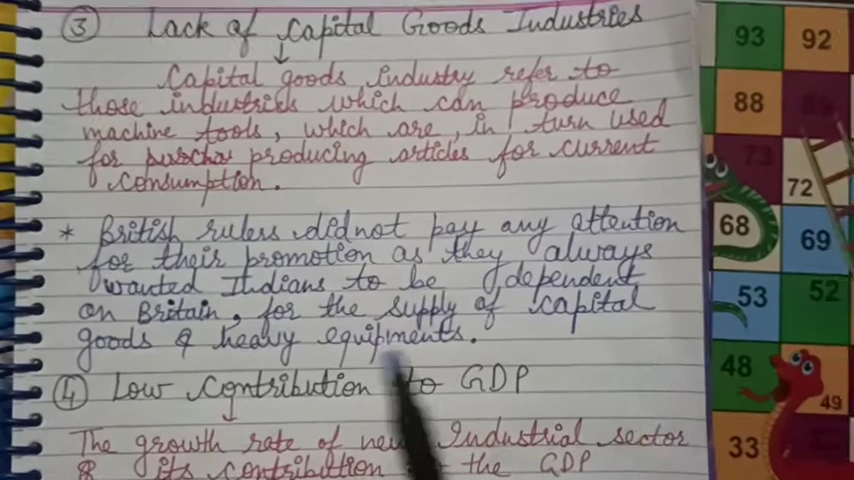 ③ Lack of capital Goods Industries
Capital goods industry refer to
those industries which can produce
machine tools, which are, in turn used
for producing articles for current
consumption.
* British rulers did not pay any attention
for their promotion as they always
wanted Indians to be dependent
on Britain, for the supply of capital
goods & heavy equipments.
④ Low contribution to GDP
The growth rate of new Industrial sector
& its contribution the GDP
93 92
88
73 72
68 69
53 52
48 49
33